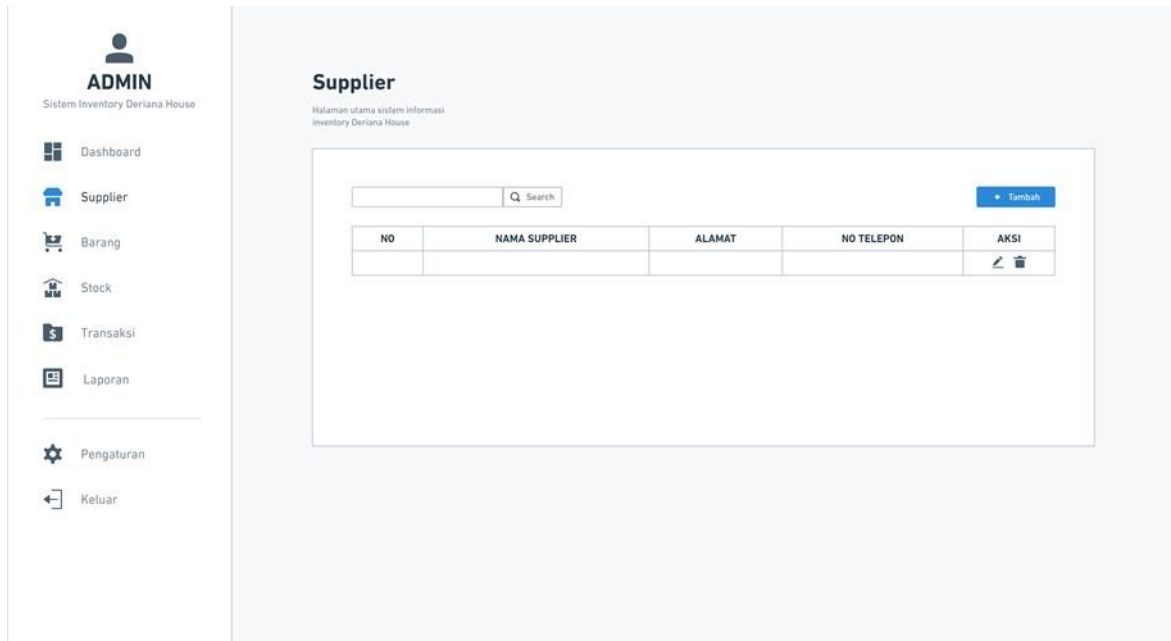 ADMIN
Sistem Inventory Deriana House
Dashboard
Supplier
Barang
Stock
Transaksi
Laporan
Pengaturan
Keluar
Supplier
Halaman utama sistem informasi
inventory Deriana House
Search
+ Tambah
NO NAMA SUPPLIER ALAMAT NO TELEPON AKSI